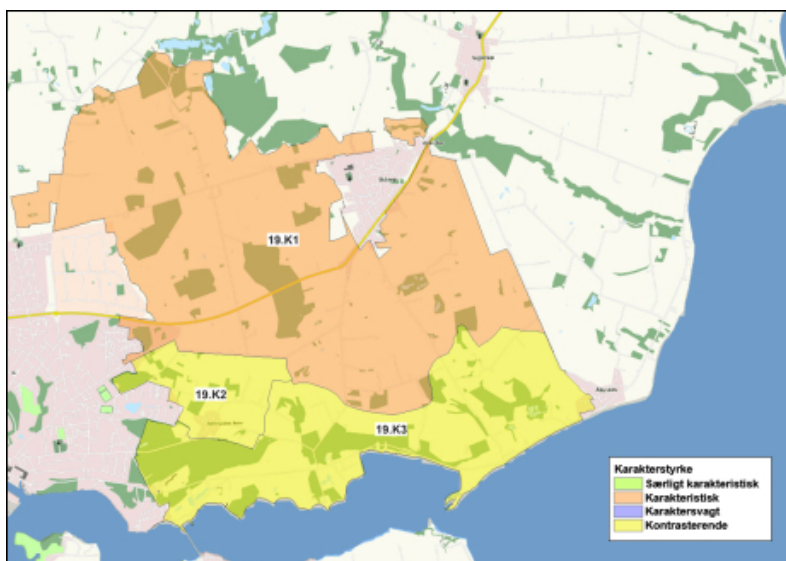 19.K1
19.K2
19.K3
Karakterstyrke
Særligt karakteristisk
Karakteristisk
Karaktersvagt
Kontrasterende